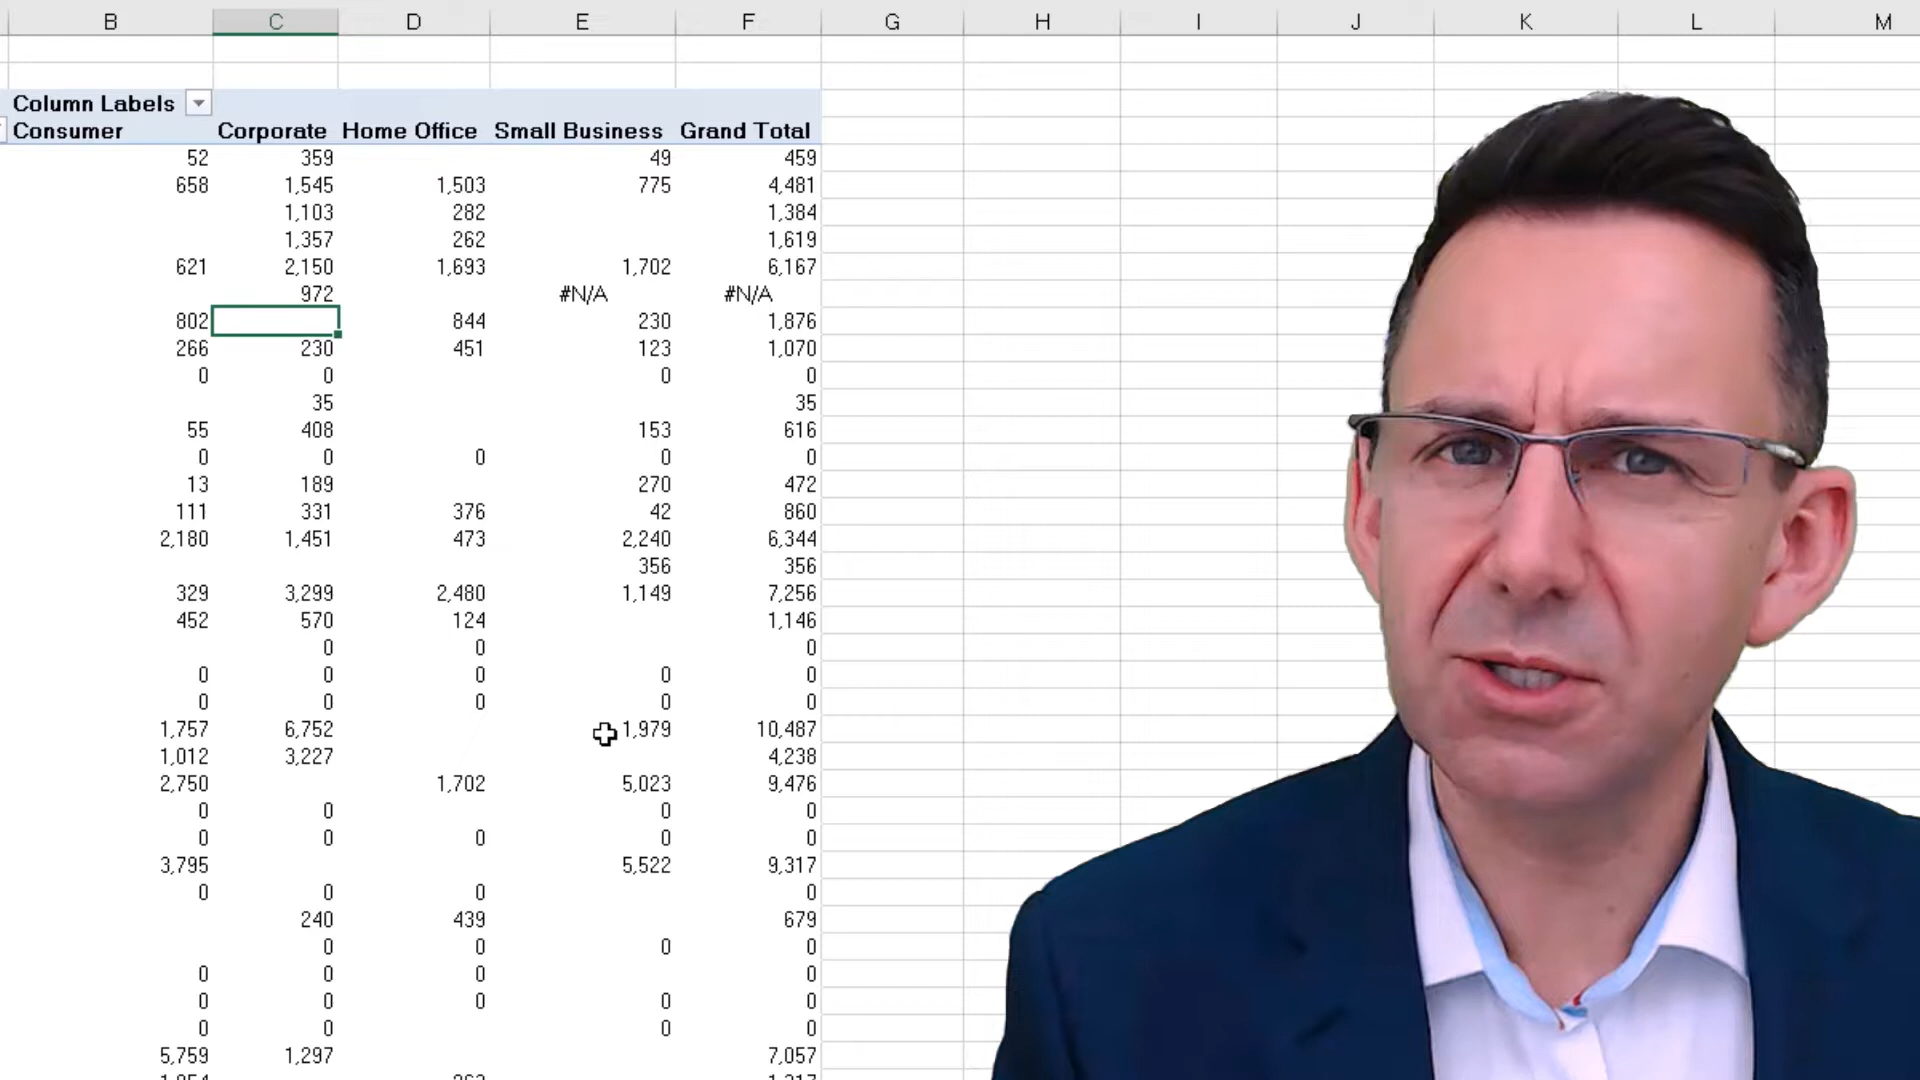 B C D E F G H I J K L M
Column Labels
Consumer Corporate Home Office Small Business Grand Total
52 359 49 459
658 1,545 1,503 775 4,481
1,103 282 1,384
1,357 262 1,619
621 2,150 1,693 1,702 6,167
972 #N/A #N/A
802 844 230 1,876
266 230 451 123 1,070
0 0 0 0
35 35
55 408 153 616
0 0 0 0 0
13 189 270 472
111 331 376 42 860
2,180 1,451 473 2,240 6,344
356 356
329 3,299 2,480 1,149 7,256
452 570 124 1,146
0 0 0
0 0 0 0 0
0 0 0 0 0
1,757 6,752 1,979 10,487
1,012 3,227 4,238
2,750 1,702 5,023 9,476
0 0 0 0
0 0 0 0 0
3,795 5,522 9,317
0 0 0 0
240 439 679
0 0 0 0
0 0 0 0
0 0 0 0 0
0 0 0 0
5,759 1,297 7,057